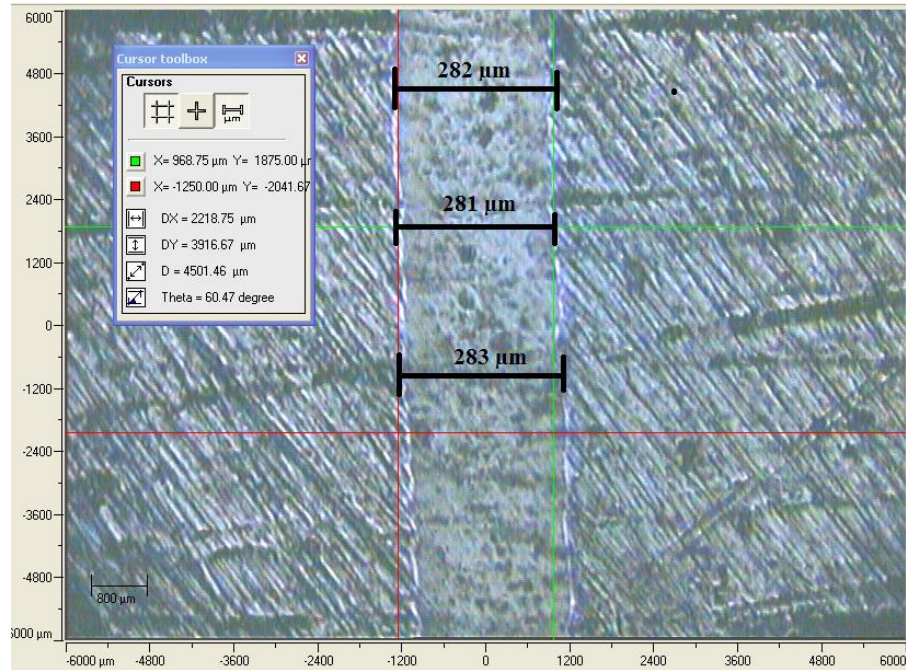 6000
4800
3600
2400
1200
0
-1200
-2400
-3600
-4800
6000 µm
Cursor toolbox
Cursors
µm
X= 968.75 µm Y= 1875.00 µr
X= -1250.00 µm Y= -2041.67
DX = 2218.75 µm
DY = 3916.67 µm
D = 4501.46 µm
Theta = 60.47 degree
282 µm
281 µm
283 µm
800 µm
-6000 µm -4800 -3600 -2400 -1200 0 1200 2400 3600 4800 6000